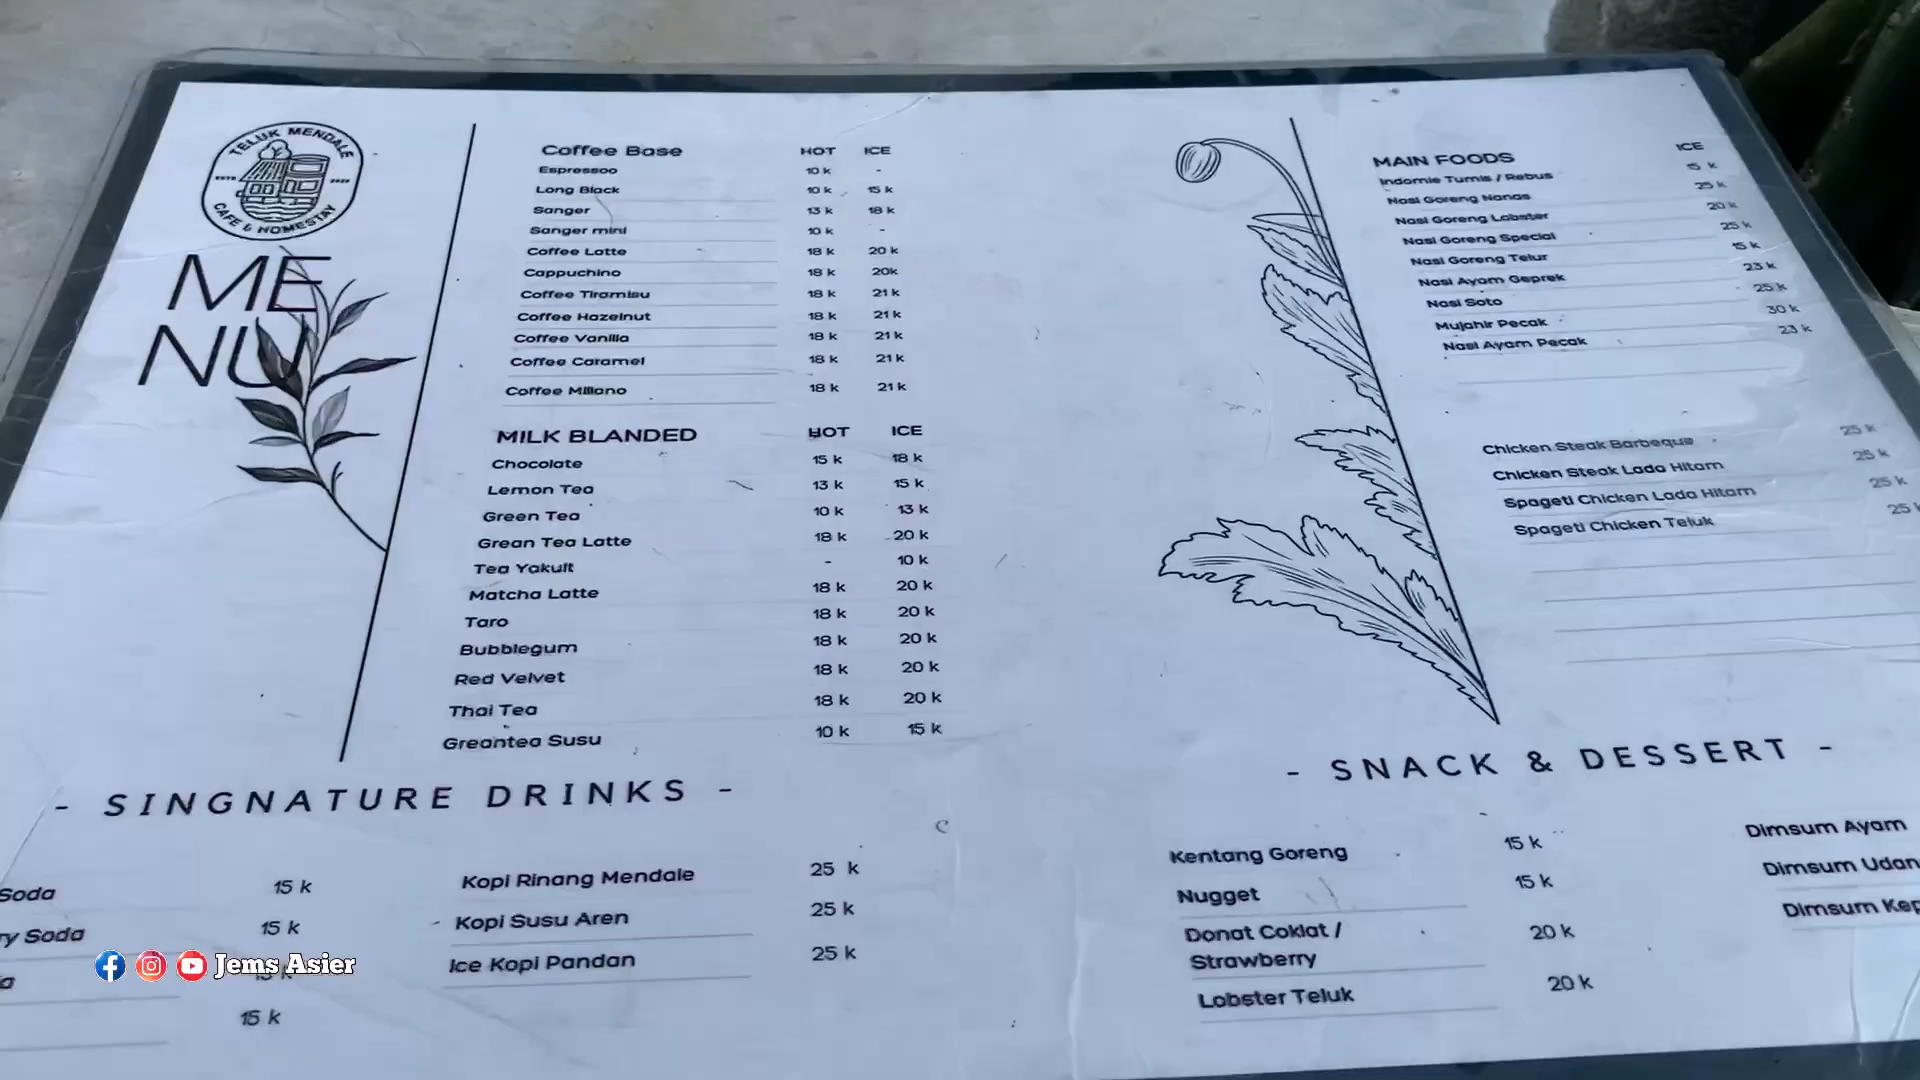 TELUK MENDALE
CAFE & HOMESTAY
ME
NU
Coffee Base HOT ICE
Espressoo 10 k -
Long Black 10 k 15 k
Sanger 13 k 18 k
Sanger mini 10 k -
Coffee Latte 18 k 20 k
Cappuchino 18 k 20k
Coffee Tiramisu 18 k 21 k
Coffee Hazelnut 18 k 21 k
Coffee Vanilla 18 k 21 k
Coffee Caramel 18 k 21 k
Coffee Millano 18 k 21 k
MILK BLANDED HOT ICE
Chocolate 15 k 18 k
Lemon Tea 13 k 15 k
Green Tea 10 k 13 k
Grean Tea Latte 18 k 20 k
Tea Yakult - 10 k
Matcha Latte 18 k 20 k
Taro 18 k 20 k
Bubblegum 18 k 20 k
Red Velvet 18 k 20 k
Thai Tea 18 k 20 k
Greantea Susu 10 k 15 k
MAIN FOODS ICE
Indomie Tumis / Rebus 15 k
Nasi Goreng Nanas 25 k
Nasi Goreng Lobster 20 k
Nasi Goreng Special 25 k
Nasi Goreng Telur 15 k
Nasi Ayam Geprek 23 k
Nasi Soto 25 k
Mujahir Pecak 30 k
Nasi Ayam Pecak 23 k
Chicken Steak Barbeque 25 k
Chicken Steak Lada Hitam 25 k
Spageti Chicken Lada Hitam 25 k
Spageti Chicken Teluk 25 k
- SINGNATURE DRINKS -
Soda 15 k
ry Soda 15 k
a 15 k
15 k
Kopi Rinang Mendale 25 k
Kopi Susu Aren 25 k
Ice Kopi Pandan 25 k
- SNACK & DESSERT -
Kentang Goreng 15 k
Nugget 15 k
Donat Coklat /
Strawberry 20 k
Lobster Teluk 20 k
Dimsum Ayam
Dimsum Udan
Dimsum Kep
Jems Asier